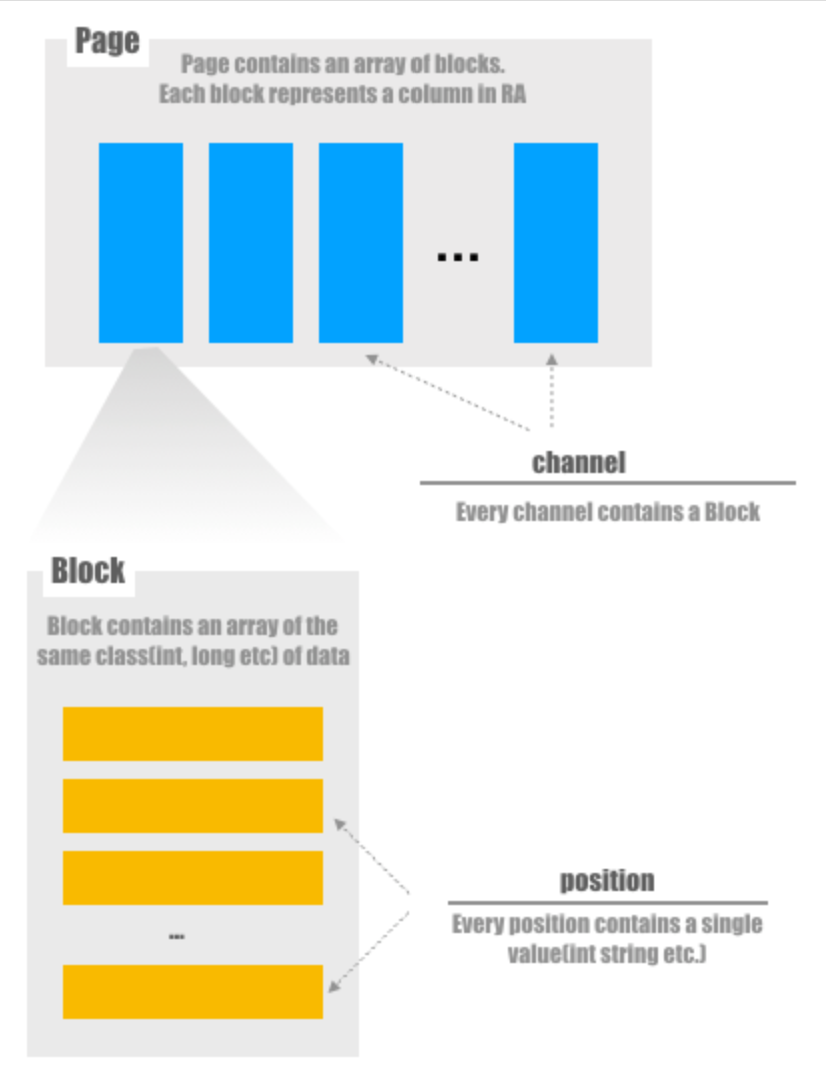 Page
Page contains an array of blocks.
Each block represents a column in RA
...
channel
Every channel contains a Block
Block
Block contains an array of the
same class(int, long etc) of data
...
position
Every position contains a single
value(int string etc.)